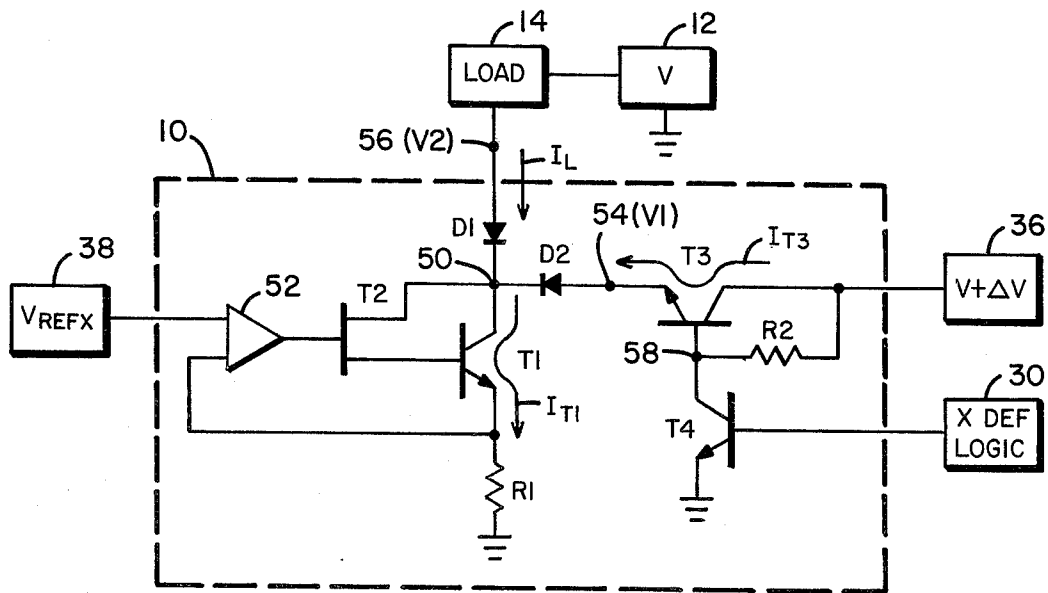 14
12
LOAD
V
10
56 (V2)
IL
D1
54(V1)
IT3
36
38
50
D2
T3
52
T2
V+ΔV
VREFX
R2
58
T1
30
IT1
T4
X DEF
LOGIC
R1